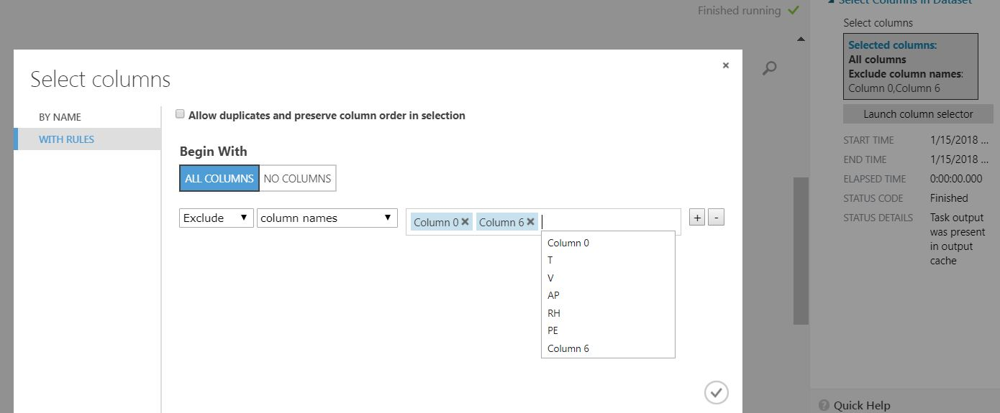 Finished running
Select Columns in Dataset
Select columns
Selected columns:
All columns
Exclude column names:
Column 0,Column 6
Launch column selector
START TIME 1/15/2018 ...
END TIME 1/15/2018 ...
ELAPSED TIME 0:00:00.000
STATUS CODE Finished
STATUS DETAILS Task output
was present
in output
cache
Quick Help
Select columns
BY NAME
WITH RULES
Allow duplicates and preserve column order in selection
Begin With
ALL COLUMNS NO COLUMNS
Exclude column names Column 0 Column 6 + -
Column 0
T
V
AP
RH
PE
Column 6